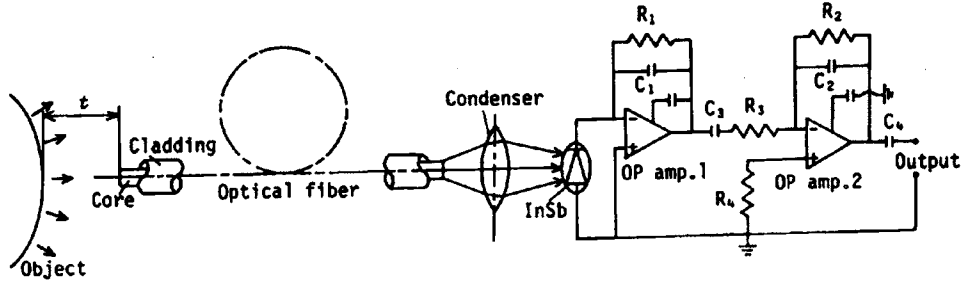 R₁
R₂
C₁
C₂
Condenser
C₃
R₃
C₄
t
Cladding
Output
OP amp.1
OP amp.2
Core
Optical fiber
R₄
InSb
Object